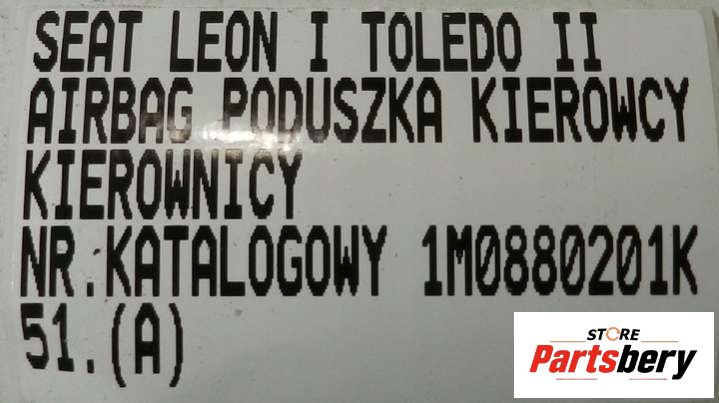 SEAT LEON I TOLEDO II
AIRBAG PODUSZKA KIEROWCY
KIEROWNICY
NR.KATALOGOWY 1M0880201K
51.(A)
STORE
Partsbery